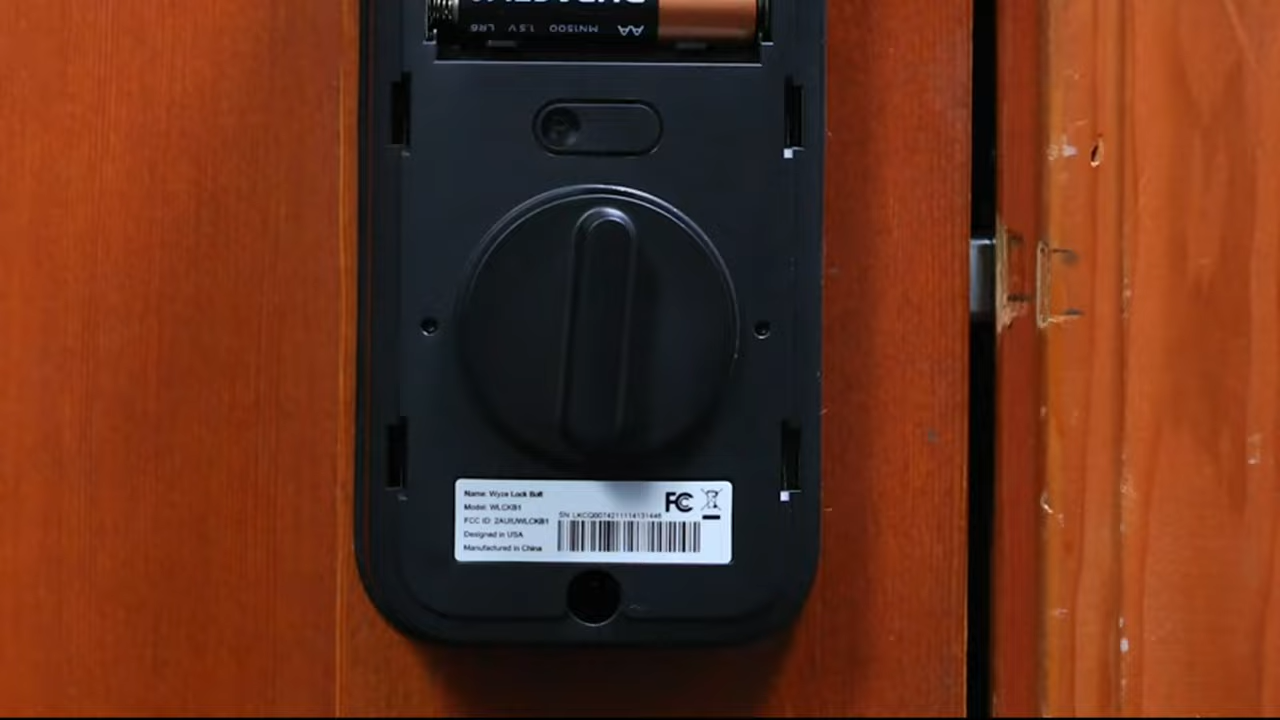 DURACELL
AA MN1500 1.5V LR6
Name: Wyze Lock Bolt
Model: WLCKB1
FCC ID: 2AUIUWLCKB1
Designed in USA
Manufactured in China
FC